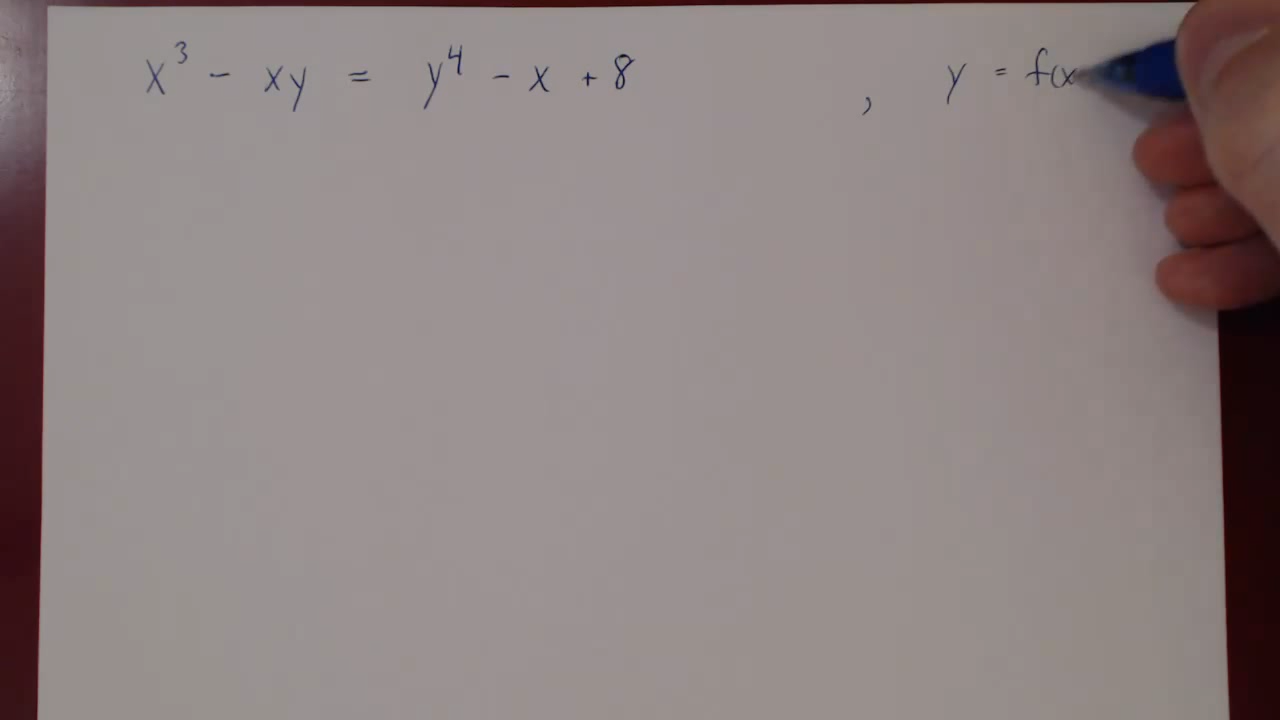 x³ - xy = y⁴ - x + 8 , y = f(x